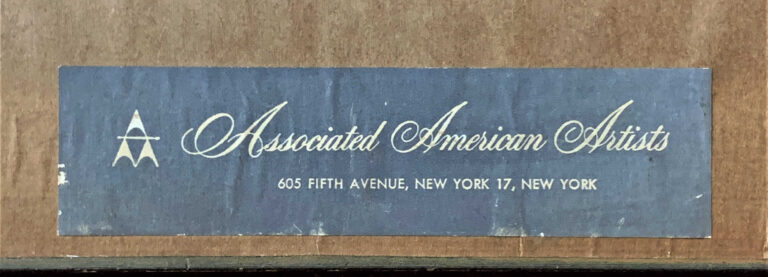 Associated American Artists
605 FIFTH AVENUE, NEW YORK 17, NEW YORK